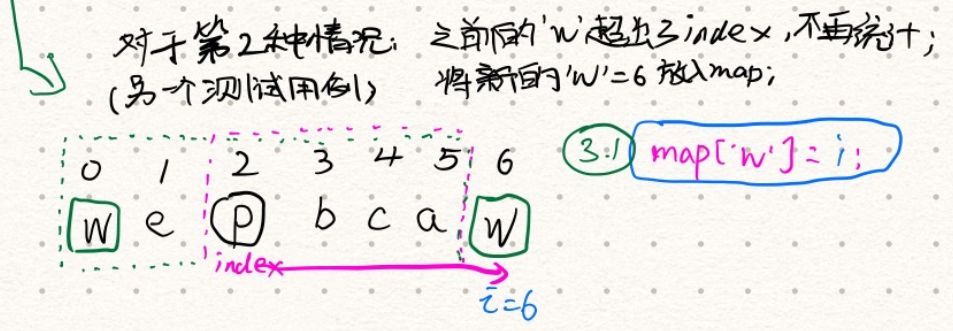 对于第2种情况: 之前的'w'超出了index,不再统计;
(另一个测试用例) 将新的'w'=6放入map;
0 1 2 3 4 5 6
w e p b c a w
3.1 map['w']=i;
index
i=6